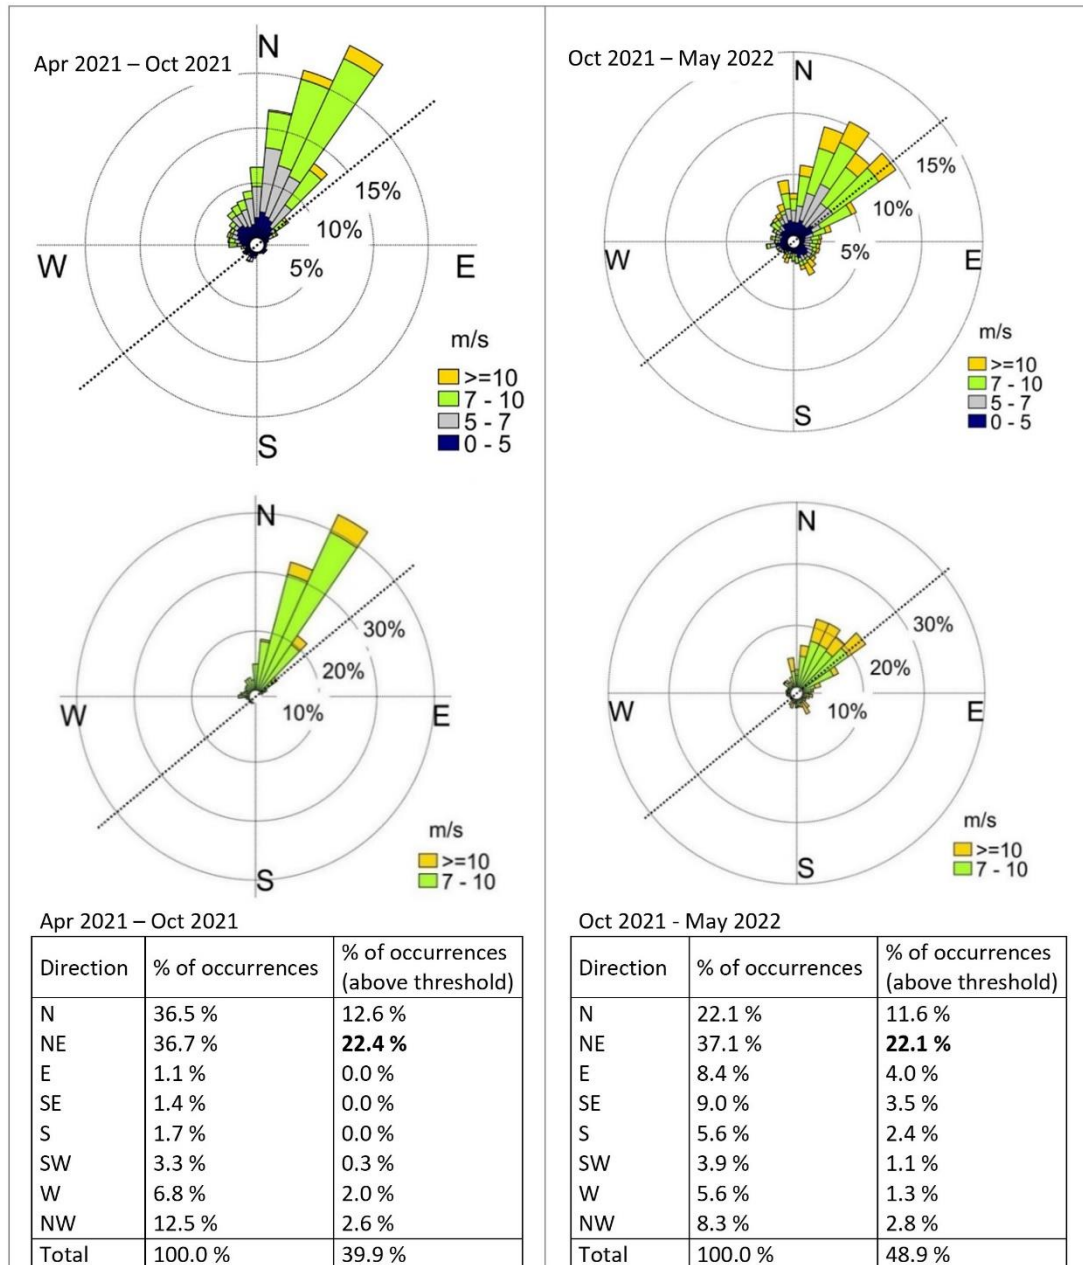 Apr 2021 – Oct 2021
N
15%
10%
5%
W
E
S
m/s
>=10
7 - 10
5 - 7
0 - 5
Oct 2021 – May 2022
N
15%
10%
5%
W
E
S
m/s
>=10
7 - 10
5 - 7
0 - 5
N
30%
20%
10%
W
E
S
m/s
>=10
7 - 10
N
30%
20%
10%
W
E
S
m/s
>=10
7 - 10
Apr 2021 – Oct 2021
Direction % of occurrences % of occurrences (above threshold)
N 36.5 % 12.6 %
NE 36.7 % 22.4 %
E 1.1 % 0.0 %
SE 1.4 % 0.0 %
S 1.7 % 0.0 %
SW 3.3 % 0.3 %
W 6.8 % 2.0 %
NW 12.5 % 2.6 %
Total 100.0 % 39.9 %
Oct 2021 - May 2022
Direction % of occurrences % of occurrences (above threshold)
N 22.1 % 11.6 %
NE 37.1 % 22.1 %
E 8.4 % 4.0 %
SE 9.0 % 3.5 %
S 5.6 % 2.4 %
SW 3.9 % 1.1 %
W 5.6 % 1.3 %
NW 8.3 % 2.8 %
Total 100.0 % 48.9 %